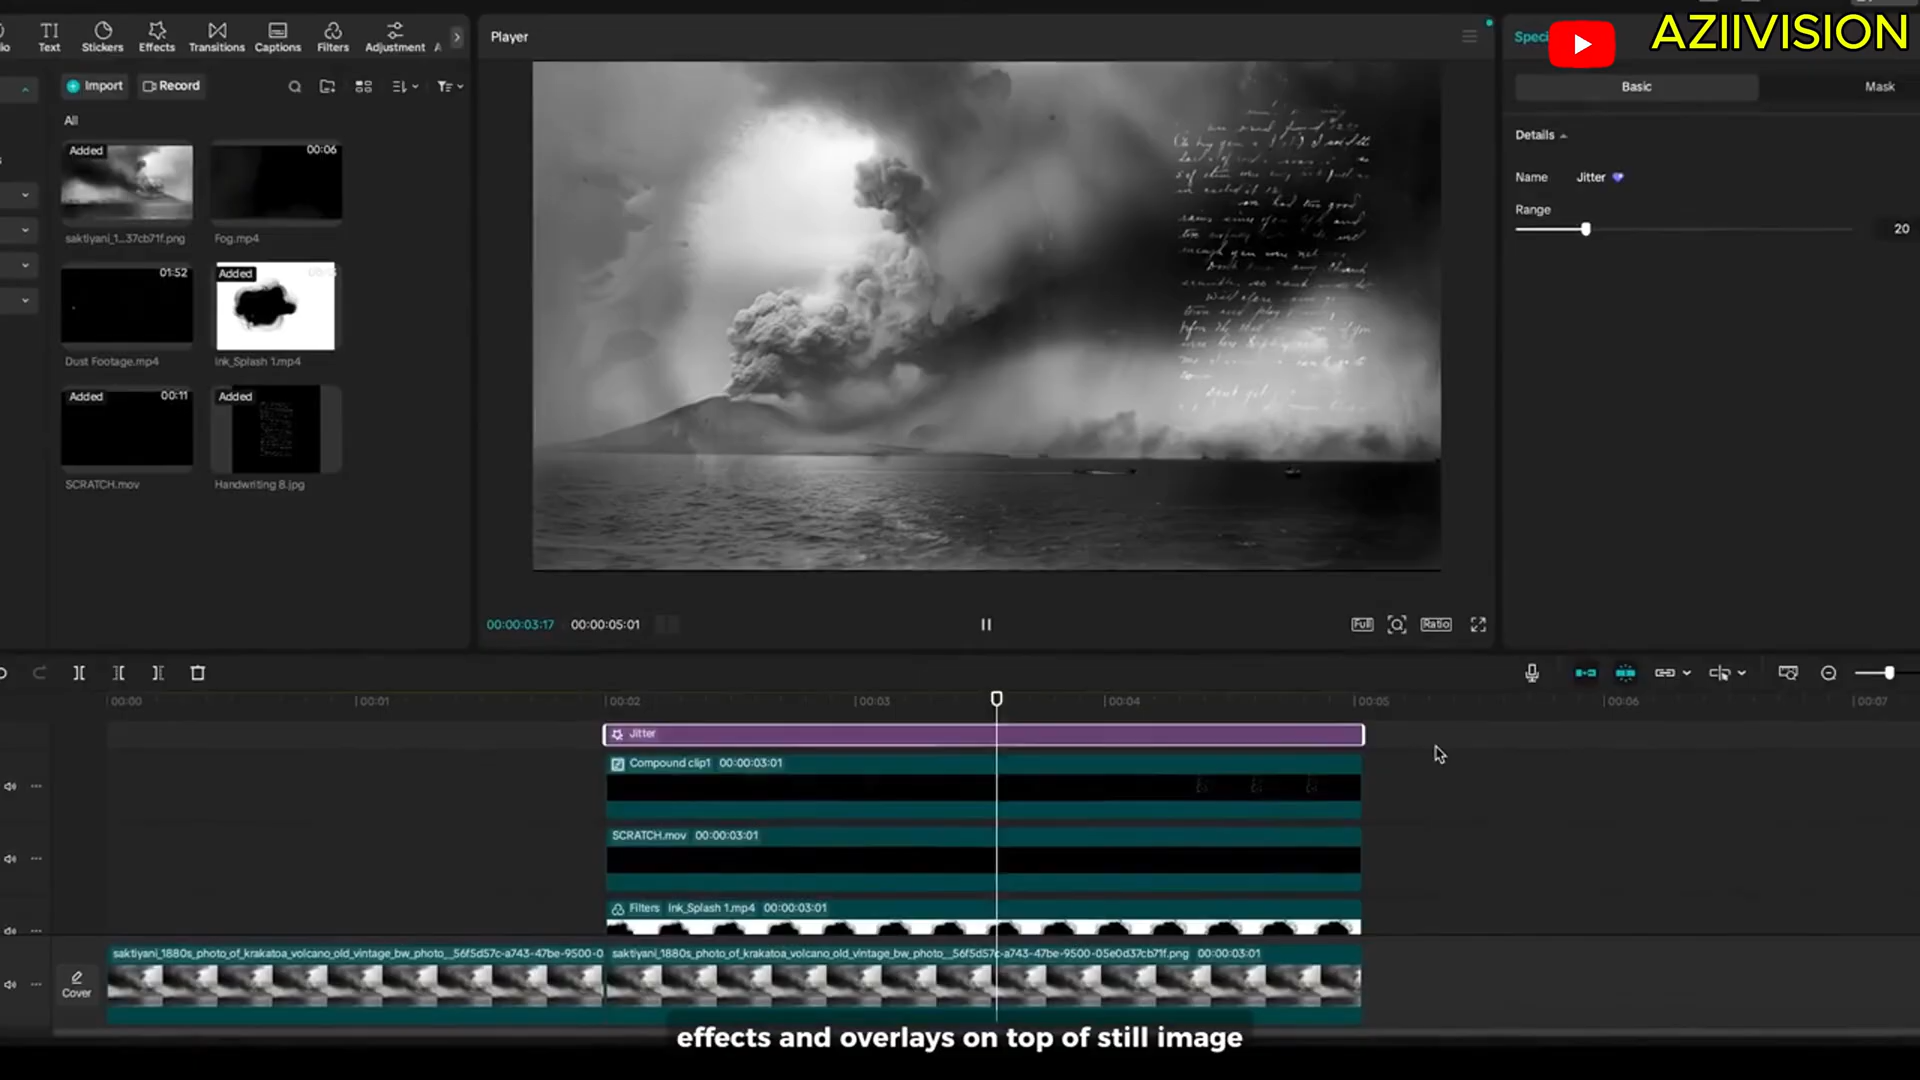 AZIIVISION
Text
Stickers
Effects
Transitions
Captions
Filters
Adjustment
Player
Basic
Mask
Import
Record
All
Details
Added
00:06
Name
Jitter
saktiyani_1...37cb71f.png
Fog.mp4
Range
20
01:52
Added
Dust Footage.mp4
Ink_Splash 1.mp4
Added
00:11
Added
SCRATCH.mov
Handwriting 8.jpg
00:00:03:17
00:00:05:01
Full
Ratio
00:00
00:01
00:02
00:03
00:04
00:05
00:06
00:07
Jitter
Compound clip1 00:00:03:01
SCRATCH.mov 00:00:03:01
Filters Ink_Splash 1.mp4 00:00:03:01
saktiyani_1880s_photo_of_krakatoa_volcano_old_vintage_bw_photo__56f5d57c-a743-47be-9500-0
saktiyani_1880s_photo_of_krakatoa_volcano_old_vintage_bw_photo__56f5d57c-a743-47be-9500-05e0d37cb71f.png 00:00:03:01
Cover
effects and overlays on top of still image